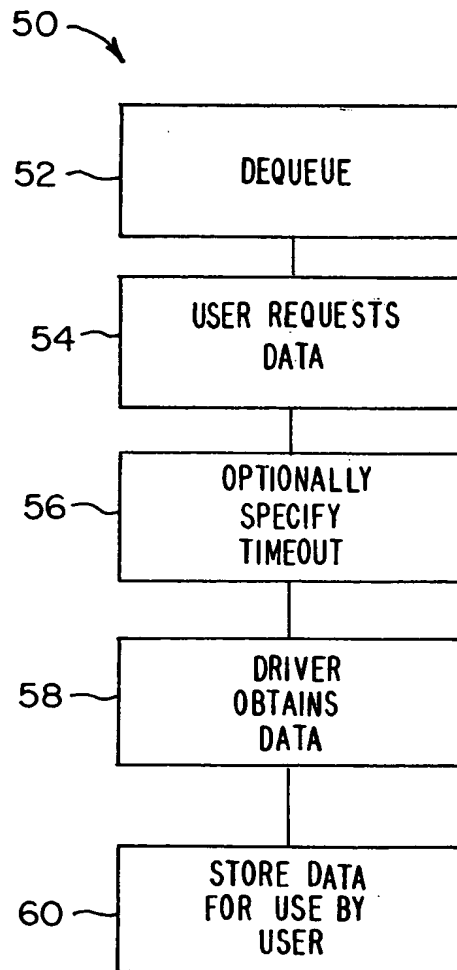 50
52
DEQUEUE
54
USER REQUESTS
DATA
56
OPTIONALLY
SPECIFY
TIMEOUT
58
DRIVER
OBTAINS
DATA
60
STORE DATA
FOR USE BY
USER